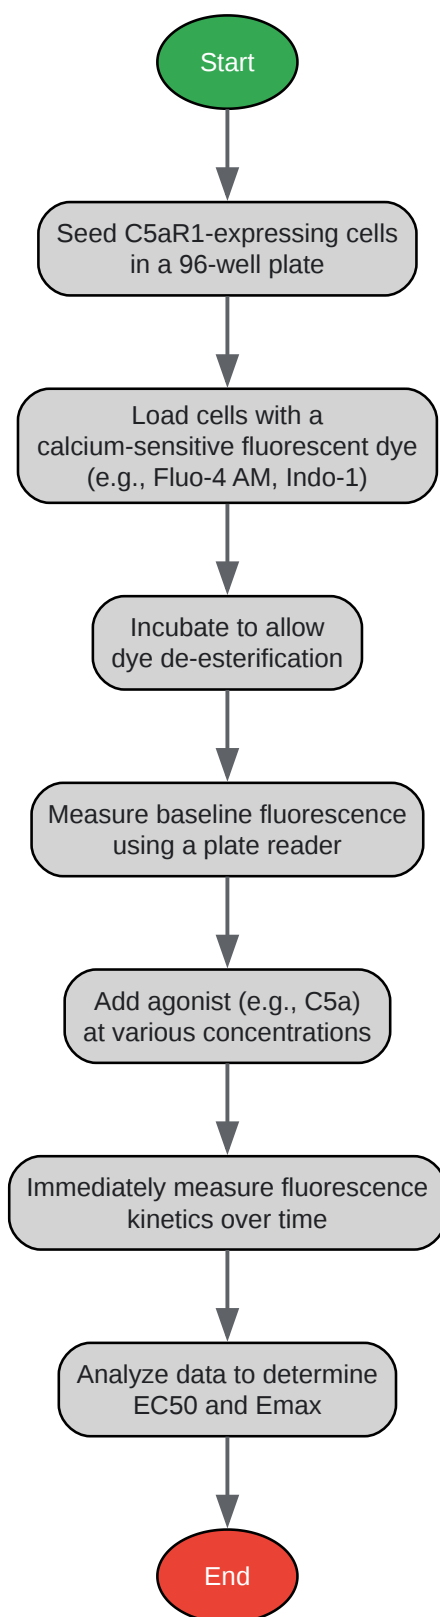 Start
Seed C5aR1-expressing cells
in a 96-well plate
Load cells with a
calcium-sensitive fluorescent dye
(e.g., Fluo-4 AM, Indo-1)
Incubate to allow
dye de-esterification
Measure baseline fluorescence
using a plate reader
Add agonist (e.g., C5a)
at various concentrations
Immediately measure fluorescence
kinetics over time
Analyze data to determine
EC50 and Emax
End